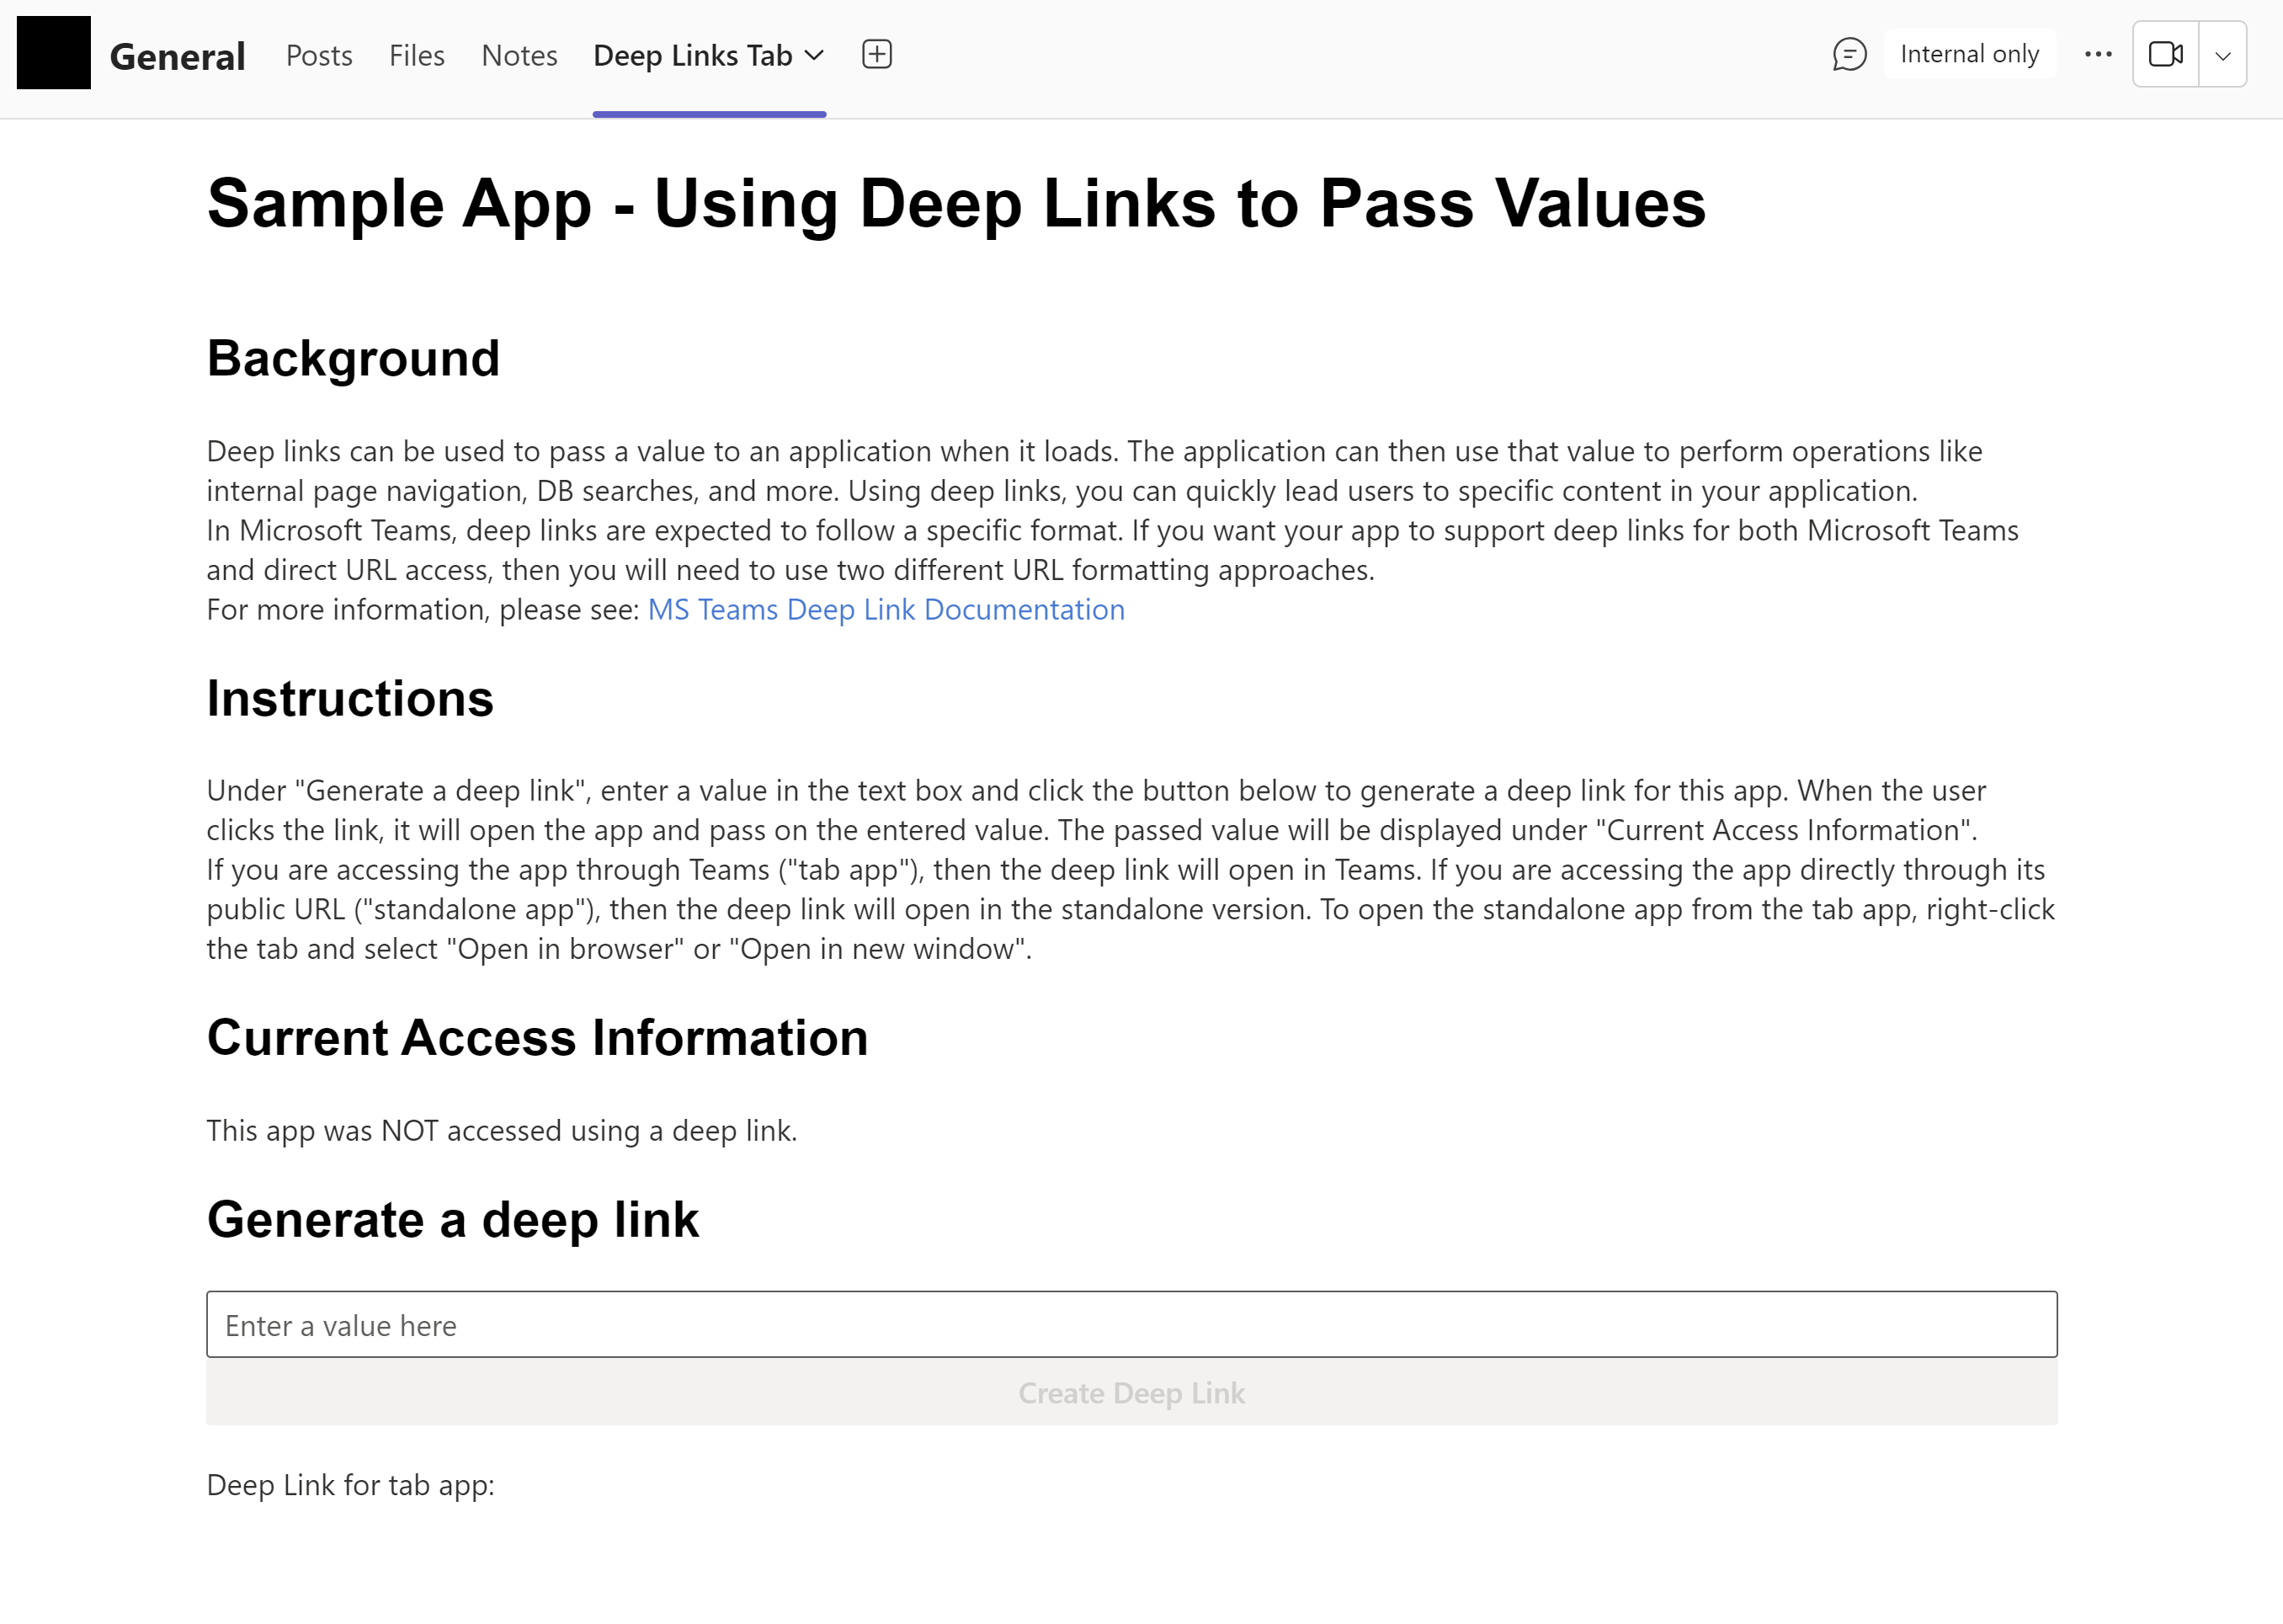 General Posts Files Notes Deep Links Tab Internal only
Sample App - Using Deep Links to Pass Values
Background
Deep links can be used to pass a value to an application when it loads. The application can then use that value to perform operations like
internal page navigation, DB searches, and more. Using deep links, you can quickly lead users to specific content in your application.
In Microsoft Teams, deep links are expected to follow a specific format. If you want your app to support deep links for both Microsoft Teams
and direct URL access, then you will need to use two different URL formatting approaches.
For more information, please see: MS Teams Deep Link Documentation
Instructions
Under "Generate a deep link", enter a value in the text box and click the button below to generate a deep link for this app. When the user
clicks the link, it will open the app and pass on the entered value. The passed value will be displayed under "Current Access Information".
If you are accessing the app through Teams ("tab app"), then the deep link will open in Teams. If you are accessing the app directly through its
public URL ("standalone app"), then the deep link will open in the standalone version. To open the standalone app from the tab app, right-click
the tab and select "Open in browser" or "Open in new window".
Current Access Information
This app was NOT accessed using a deep link.
Generate a deep link
Enter a value here
Create Deep Link
Deep Link for tab app: